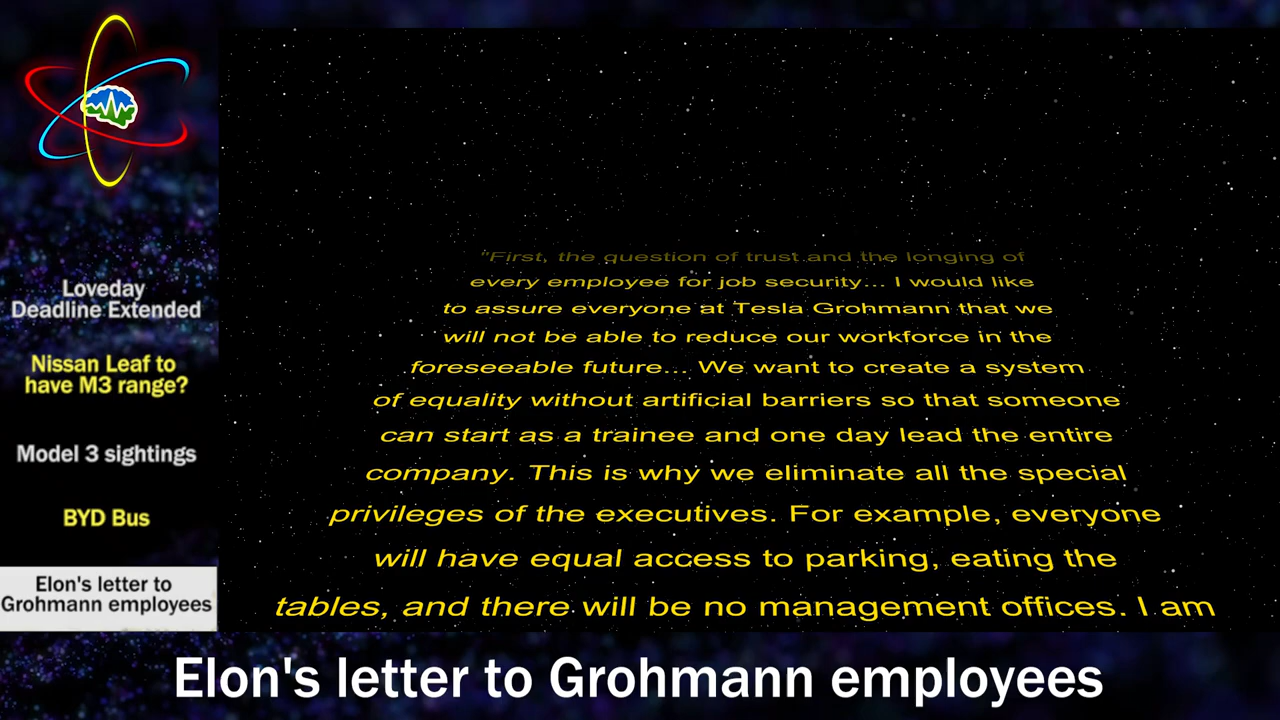 Loveday
Deadline Extended
Nissan Leaf to
have M3 range?
Model 3 sightings
BYD Bus
Elon's letter to
Grohmann employees
"First, the question of trust and the longing of
every employee for job security... I would like
to assure everyone at Tesla Grohmann that we
will not be able to reduce our workforce in the
foreseeable future... We want to create a system
of equality without artificial barriers so that someone
can start as a trainee and one day lead the entire
company. This is why we eliminate all the special
privileges of the executives. For example, everyone
will have equal access to parking, eating the
tables, and there will be no management offices. I am
Elon's letter to Grohmann employees